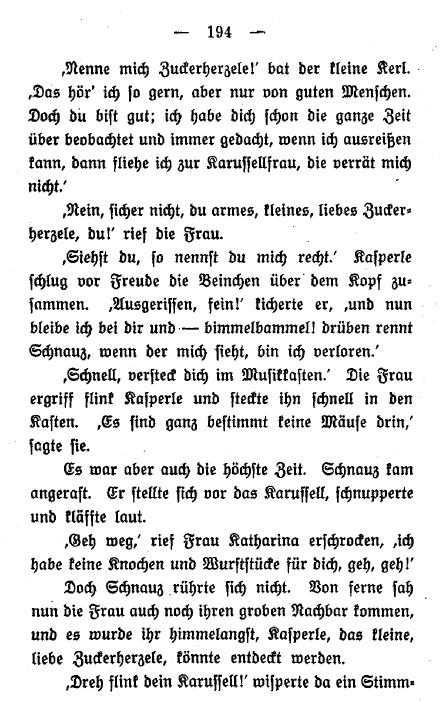 — 194 —
‚Nenne mich Zuckerherzele!‘ bat der kleine Kerl.
‚Das hör’ ich so gern, aber nur von guten Menschen.
Doch du bist gut; ich habe dich schon die ganze Zeit
über beobachtet und immer gedacht, wenn ich ausreißen
kann, dann fliehe ich zur Karussellfrau, die verrät mich
nicht.‘
‚Nein, sicher nicht, du armes, kleines, liebes Zucker-
herzele, du!‘ rief die Frau.
‚Siehst du, so nennst du mich recht.‘ Kasperle
schlug vor Freude die Beinchen über dem Kopf zu-
sammen. ‚Ausgerissen, fein!‘ kicherte er, ‚und nun
bleibe ich bei dir und — bimmelbammel! drüben rennt
Schnauz, wenn der mich sieht, bin ich verloren.‘
‚Schnell, versteck dich im Musikkasten.‘ Die Frau
ergriff flink Kasperle und steckte ihn schnell in den
Kasten. ‚Es sind ganz bestimmt keine Mäuse drin,‘
sagte sie.
Es war aber auch die höchste Zeit. Schnauz kam
angerast. Er stellte sich vor das Karussell, schnupperte
und kläffte laut.
‚Geh weg,‘ rief Frau Katharina erschrocken, ‚ich
habe keine Knochen und Wurststücke für dich, geh, geh!‘
Doch Schnauz rührte sich nicht. Von ferne sah
nun die Frau auch noch ihren groben Nachbar kommen,
und es wurde ihr himmelangst, Kasperle, das kleine,
liebe Zuckerherzele, könnte entdeckt werden.
‚Dreh flink dein Karussell!‘ wisperte da ein Stimm-